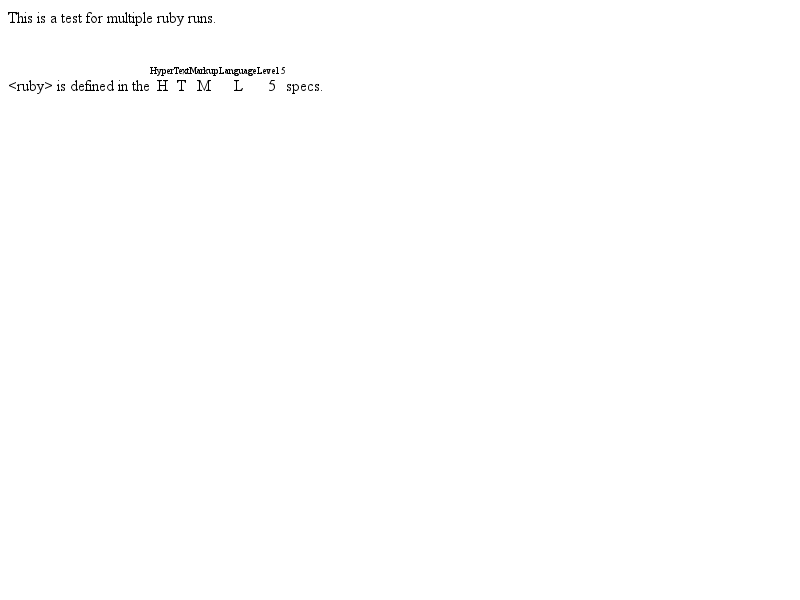 This is a test for multiple ruby runs.
HyperTextMarkupLanguageLevel 5
<ruby> is defined in the H T M L 5 specs.